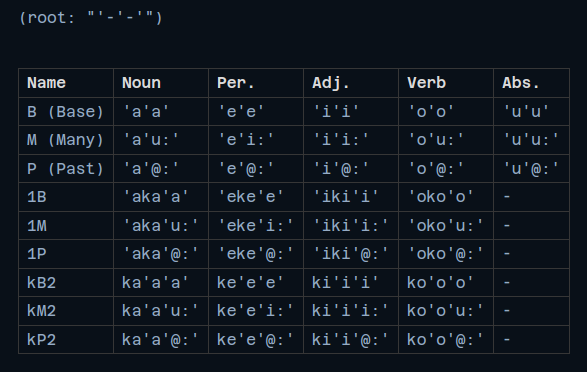 (root: "'-'-'")
Name Noun Per. Adj. Verb Abs.
B (Base) 'a'a' 'e'e' 'i'i' 'o'o' 'u'u'
M (Many) 'a'u:' 'e'i:' 'i'i:' 'o'u:' 'u'u:'
P (Past) 'a'@:' 'e'@:' 'i'@:' 'o'@:' 'u'@:'
1B 'aka'a' 'eke'e' 'iki'i' 'oko'o' -
1M 'aka'u:' 'eke'i:' 'iki'i:' 'oko'u:' -
1P 'aka'@:' 'eke'@:' 'iki'@:' 'oko'@:' -
kB2 ka'a'a' ke'e'e' ki'i'i' ko'o'o' -
kM2 ka'a'u:' ke'e'i:' ki'i'i:' ko'o'u:' -
kP2 ka'a'@:' ke'e'@:' ki'i'@:' ko'o'@:' -